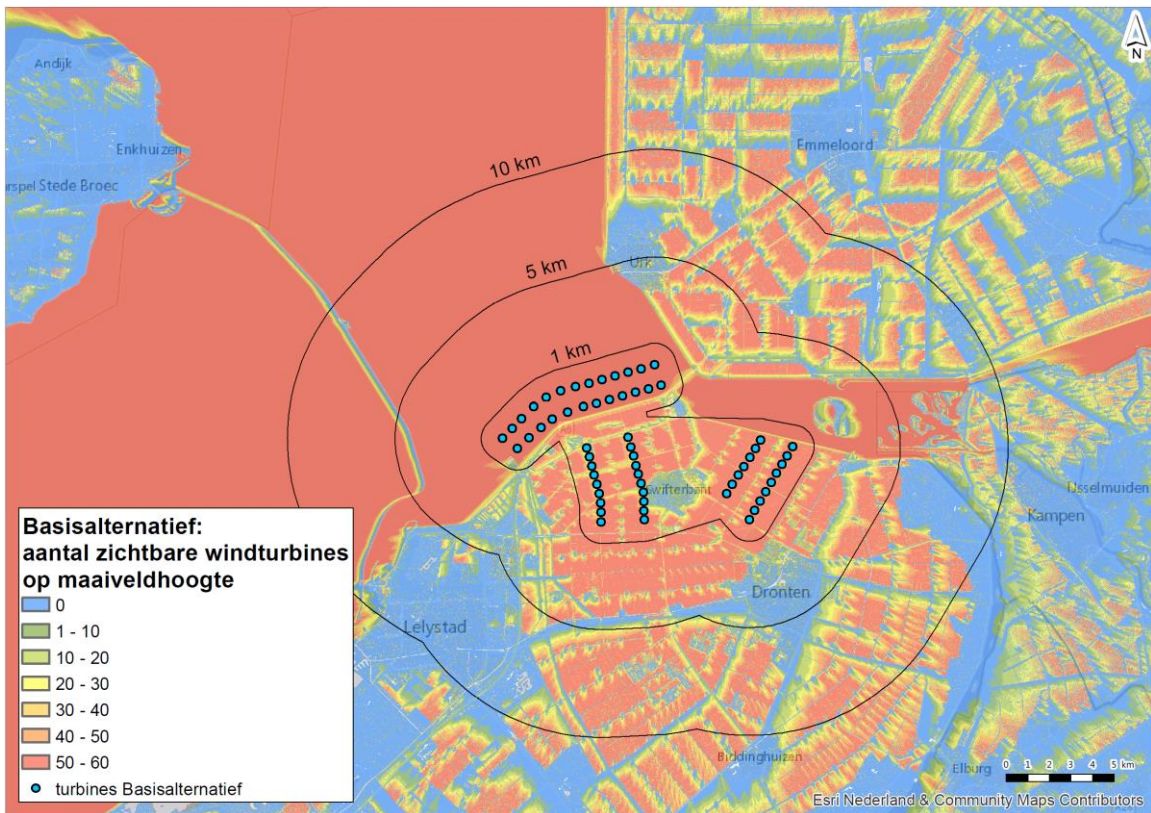 Andijk
N
Enkhuizen
Emmeloord
orspel Stede Broec
10 km
5 km
Urk
1 km
Swifterbant
IJsselmuiden
Kampen
Dronten
Lelystad
Biddinghuizen
Elburg
Basisalternatief:
aantal zichtbare windturbines
op maaiveldhoogte
0
1 - 10
10 - 20
20 - 30
30 - 40
40 - 50
50 - 60
turbines Basisalternatief
0 1 2 3 4 5 km
Esri Nederland & Community Maps Contributors